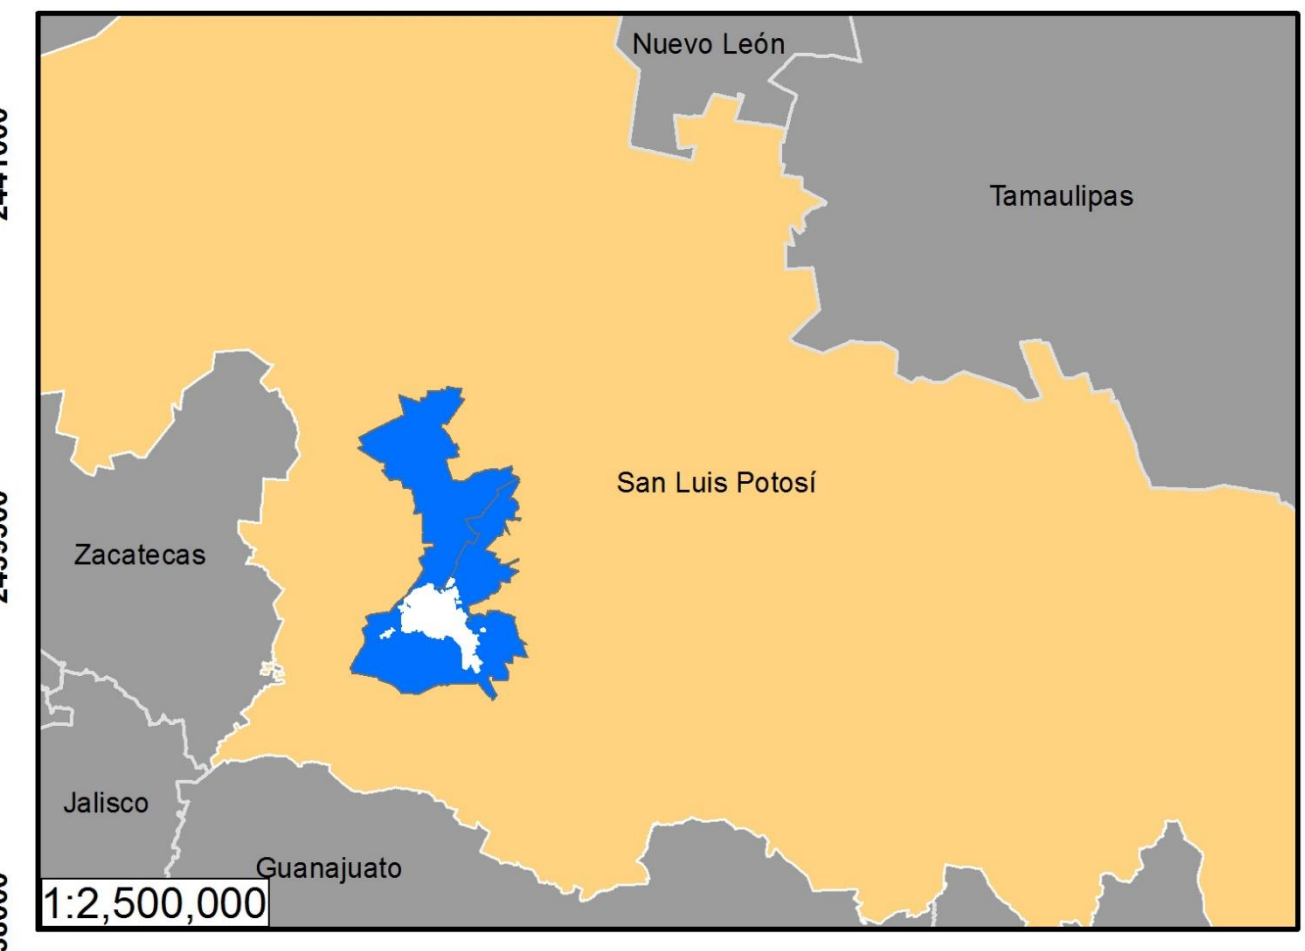 Nuevo León
Tamaulipas
San Luis Potosí
Zacatecas
Jalisco
Guanajuato
1:2,500,000